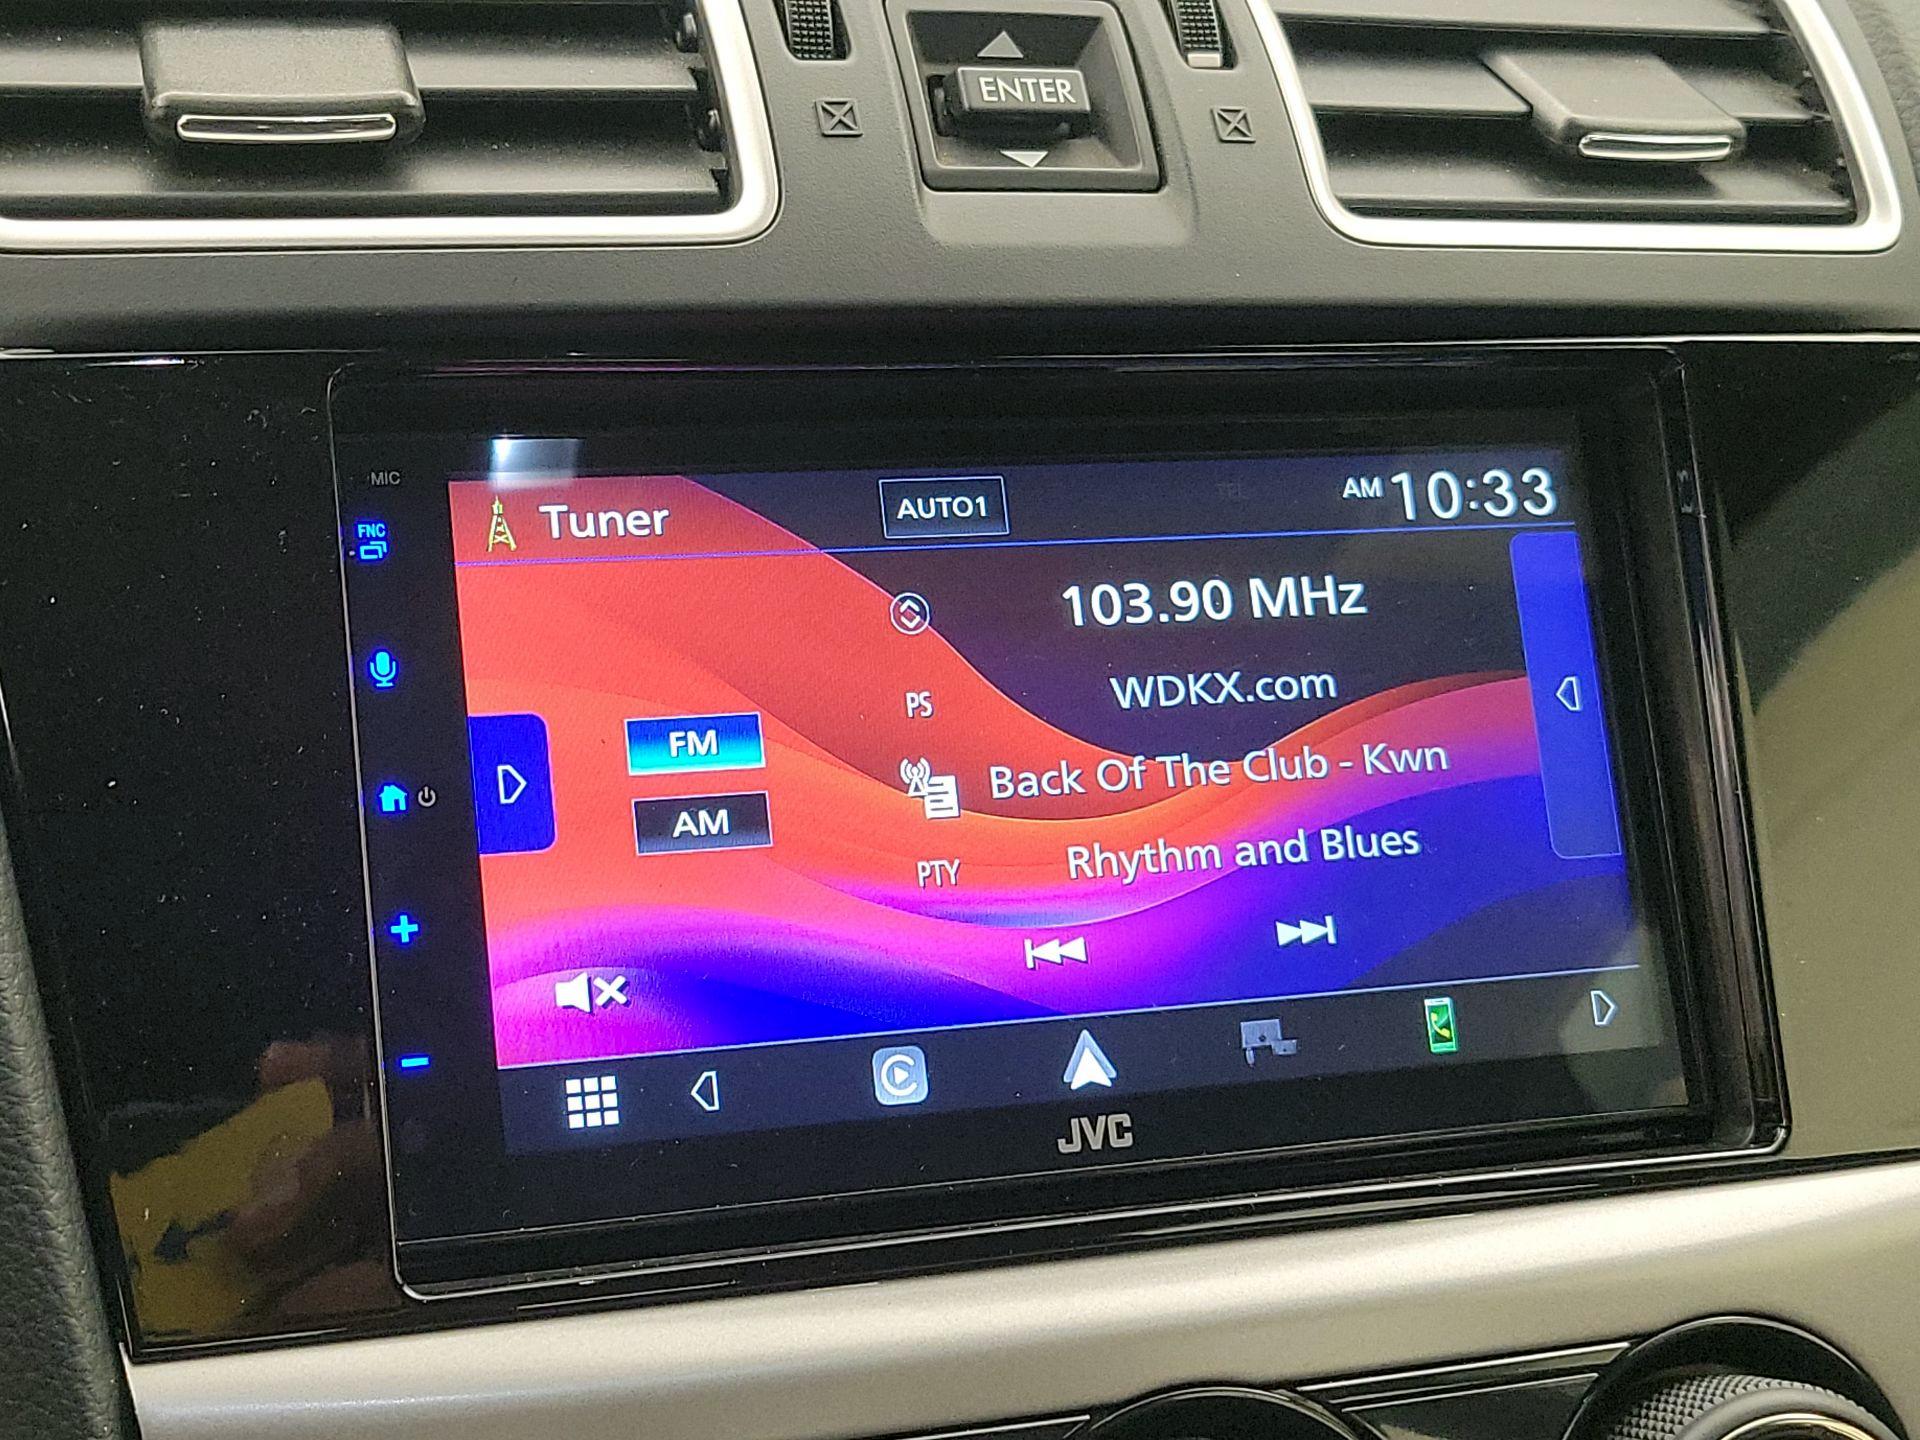 ENTER
MIC
FNC
Tuner
AUTO1
TEL
AM 10:33
103.90 MHz
PS
WDKX.com
FM
Back Of The Club - Kwn
AM
PTY
Rhythm and Blues
JVC